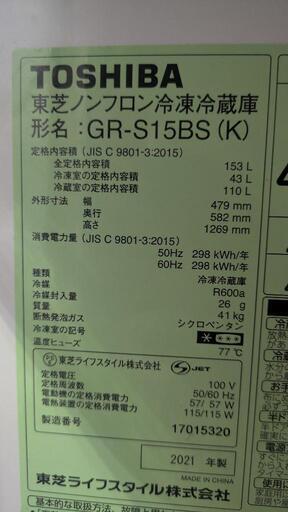 TOSHIBA
東芝ノンフロン冷凍冷蔵庫
形名：GR-S15BS(K)
定格内容積（JIS C 9801-3:2015）
全定格内容積 153 L
冷凍室の定格内容積 43 L
冷蔵室の定格内容積 110 L
外形寸法 幅 479 mm
奥行 582 mm
高さ 1269 mm
消費電力量（JIS C 9801-3:2015）
50Hz 298 kWh/年
60Hz 298 kWh/年
種類 冷凍冷蔵庫
冷媒 R600a
冷媒封入量 26 g
質量 41 kg
断熱発泡ガス シクロペンタン
冷凍室の記号
温度ヒューズ 77℃
東芝ライフスタイル株式会社 JET
定格電圧 100 V
定格周波数 50/60 Hz
電動機の定格消費電力 57/ 57 W
電熱装置の定格消費電力 115/115 W
製造番号 17015320
2021 年製
MADE IN CHINA
東芝ライフスタイル株式会社